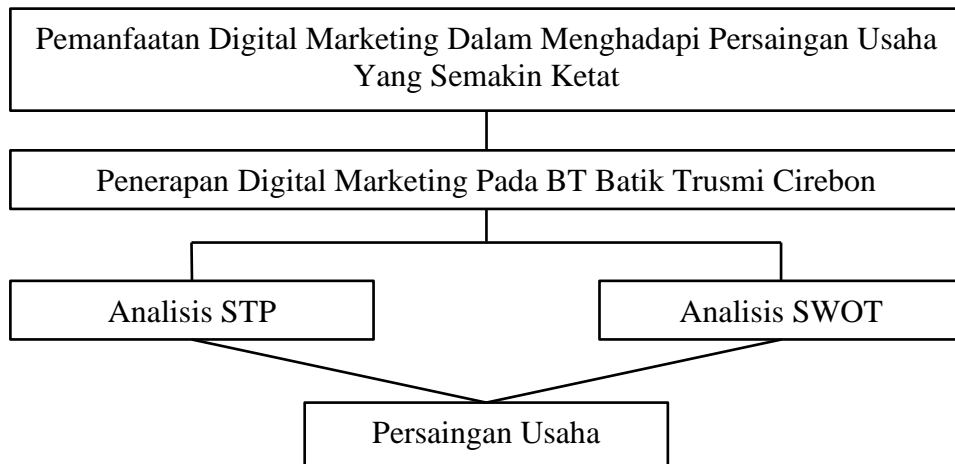 Pemanfaatan Digital Marketing Dalam Menghadapi Persaingan Usaha
Yang Semakin Ketat
Penerapan Digital Marketing Pada BT Batik Trusmi Cirebon
Analisis STP
Analisis SWOT
Persaingan Usaha